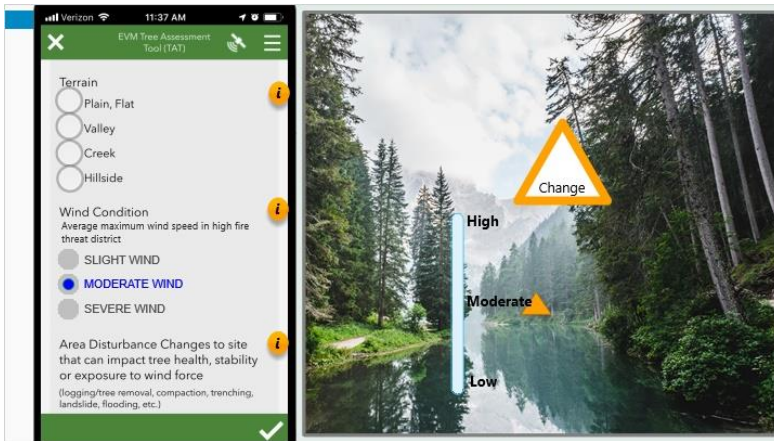 Verizon 11:37 AM
EVM Tree Assessment
Tool (TAT)
Terrain
Plain, Flat
Valley
Creek
Hillside
Wind Condition
Average maximum wind speed in high fire
threat district
SLIGHT WIND
MODERATE WIND
SEVERE WIND
Area Disturbance Changes to site
that can impact tree health, stability
or exposure to wind force
(logging/tree removal, compaction, trenching,
landslide, flooding, etc.)
i
i
i
Change
High
Moderate
Low